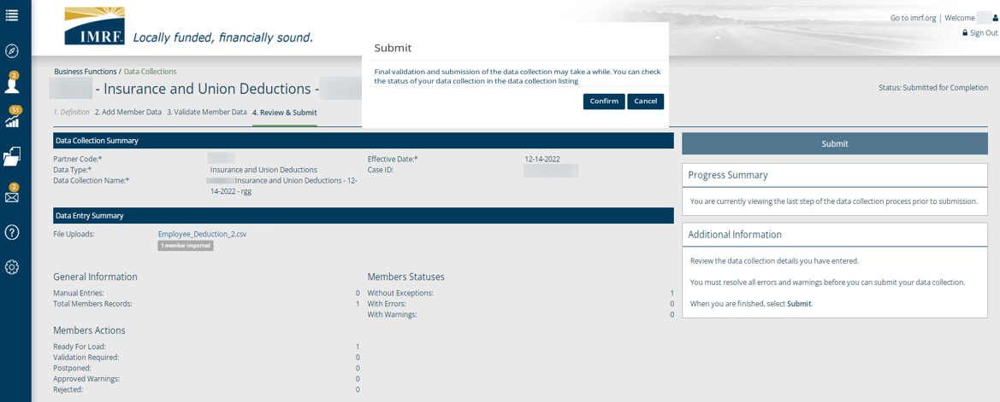 IMRF
Locally funded, financially sound.
Go to imrf.org | Welcome
Sign Out
2
51
2
Submit
Final validation and submission of the data collection may take a while. You can check
the status of your data collection in the data collection listing
Confirm Cancel
Business Functions / Data Collections
- Insurance and Union Deductions -
Status: Submitted for Completion
1. Definition 2. Add Member Data 3. Validate Member Data 4. Review & Submit
Data Collection Summary
Partner Code:*
Effective Date:* 12-14-2022
Data Type:* Insurance and Union Deductions
Case ID:
Data Collection Name:* Insurance and Union Deductions - 12-
14-2022 - rgg
Data Entry Summary
File Uploads: Employee_Deduction_2.csv
1 member imported
General Information
Manual Entries: 0
Total Members Records: 1
Members Statuses
Without Exceptions: 1
With Errors: 0
With Warnings: 0
Members Actions
Ready For Load: 1
Validation Required: 0
Postponed: 0
Approved Warnings: 0
Rejected: 0
Submit
Progress Summary
You are currently viewing the last step of the data collection process prior to submission.
Additional Information
Review the data collection details you have entered.
You must resolve all errors and warnings before you can submit your data collection.
When you are finished, select Submit.